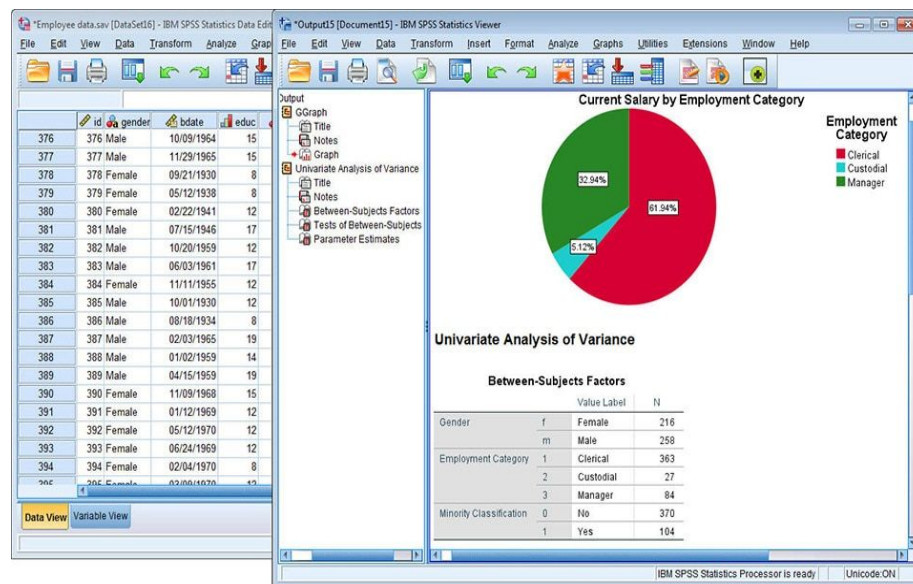 *Employee data.sav [DataSet16] - IBM SPSS Statistics Data Edit
File Edit View Data Transform Analyze Grap
id gender bdate educ
376 376 Male 10/09/1964 15
377 377 Male 11/29/1965 15
378 378 Female 09/21/1930 8
379 379 Female 05/12/1938 8
380 380 Female 02/22/1941 12
381 381 Male 07/15/1946 17
382 382 Male 10/20/1959 12
383 383 Male 06/03/1961 17
384 384 Female 11/11/1955 12
385 385 Male 10/01/1930 12
386 386 Male 08/18/1934 8
387 387 Male 02/03/1965 19
388 388 Male 01/02/1959 14
389 389 Male 04/15/1959 19
390 390 Female 11/09/1968 15
391 391 Female 01/12/1969 12
392 392 Female 05/12/1970 12
393 393 Female 06/24/1969 12
394 394 Female 02/04/1970 8
Data View Variable View
*Output15 [Document15] - IBM SPSS Statistics Viewer
File Edit View Data Transform Insert Format Analyze Graphs Utilities Extensions Window Help
Output
GGraph
Title
Notes
Graph
Univariate Analysis of Variance
Title
Notes
Between-Subjects Factors
Tests of Between-Subjects
Parameter Estimates
Current Salary by Employment Category
Employment
Category
Clerical
Custodial
Manager
32.94%
61.94%
5.12%
Univariate Analysis of Variance
Between-Subjects Factors
Value Label N
Gender f Female 216
m Male 258
Employment Category 1 Clerical 363
2 Custodial 27
3 Manager 84
Minority Classification 0 No 370
1 Yes 104
IBM SPSS Statistics Processor is ready Unicode:ON